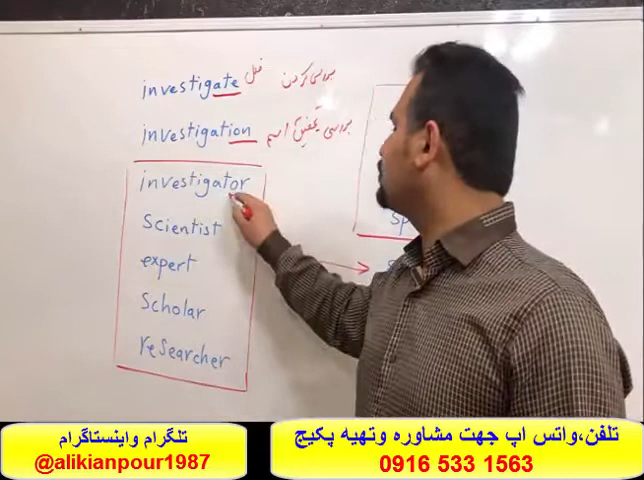 investigate فعل بررسی کردن
investigation اسم تحقیق بررسی
investigator
Scientist
expert
Scholar
researcher
تلگرام واینستاگرام
@alikianpour1987
تلفن،واتس اپ جهت مشاوره وتهیه پکیج
0916 533 1563